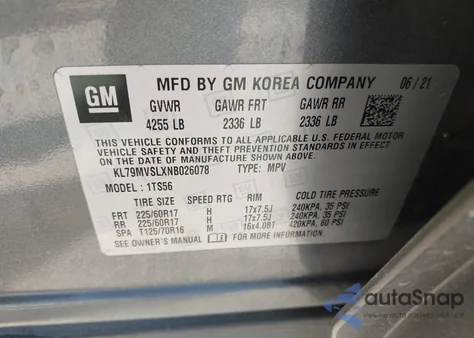 GM
MFD BY GM KOREA COMPANY 06/21
GVWR GAWR FRT GAWR RR
4255 LB 2336 LB 2336 LB
THIS VEHICLE CONFORMS TO ALL APPLICABLE U.S. FEDERAL MOTOR
VEHICLE SAFETY AND THEFT PREVENTION STANDARDS IN EFFECT ON THE
DATE OF MANUFACTURE SHOWN ABOVE.
KL79MVSLXNB026078 TYPE: MPV
MODEL: 1TS56
TIRE SIZE SPEED RTG RIM COLD TIRE PRESSURE
FRT 225/60R17 H 17x7.5J 240KPA, 35 PSI
RR 225/60R17 H 17x7.5J 240KPA, 35 PSI
SPA T125/70R16 M 16x4.0BT 420KPA, 60 PSI
SEE OWNER'S MANUAL FOR MORE INFORMATION.
autoSnap